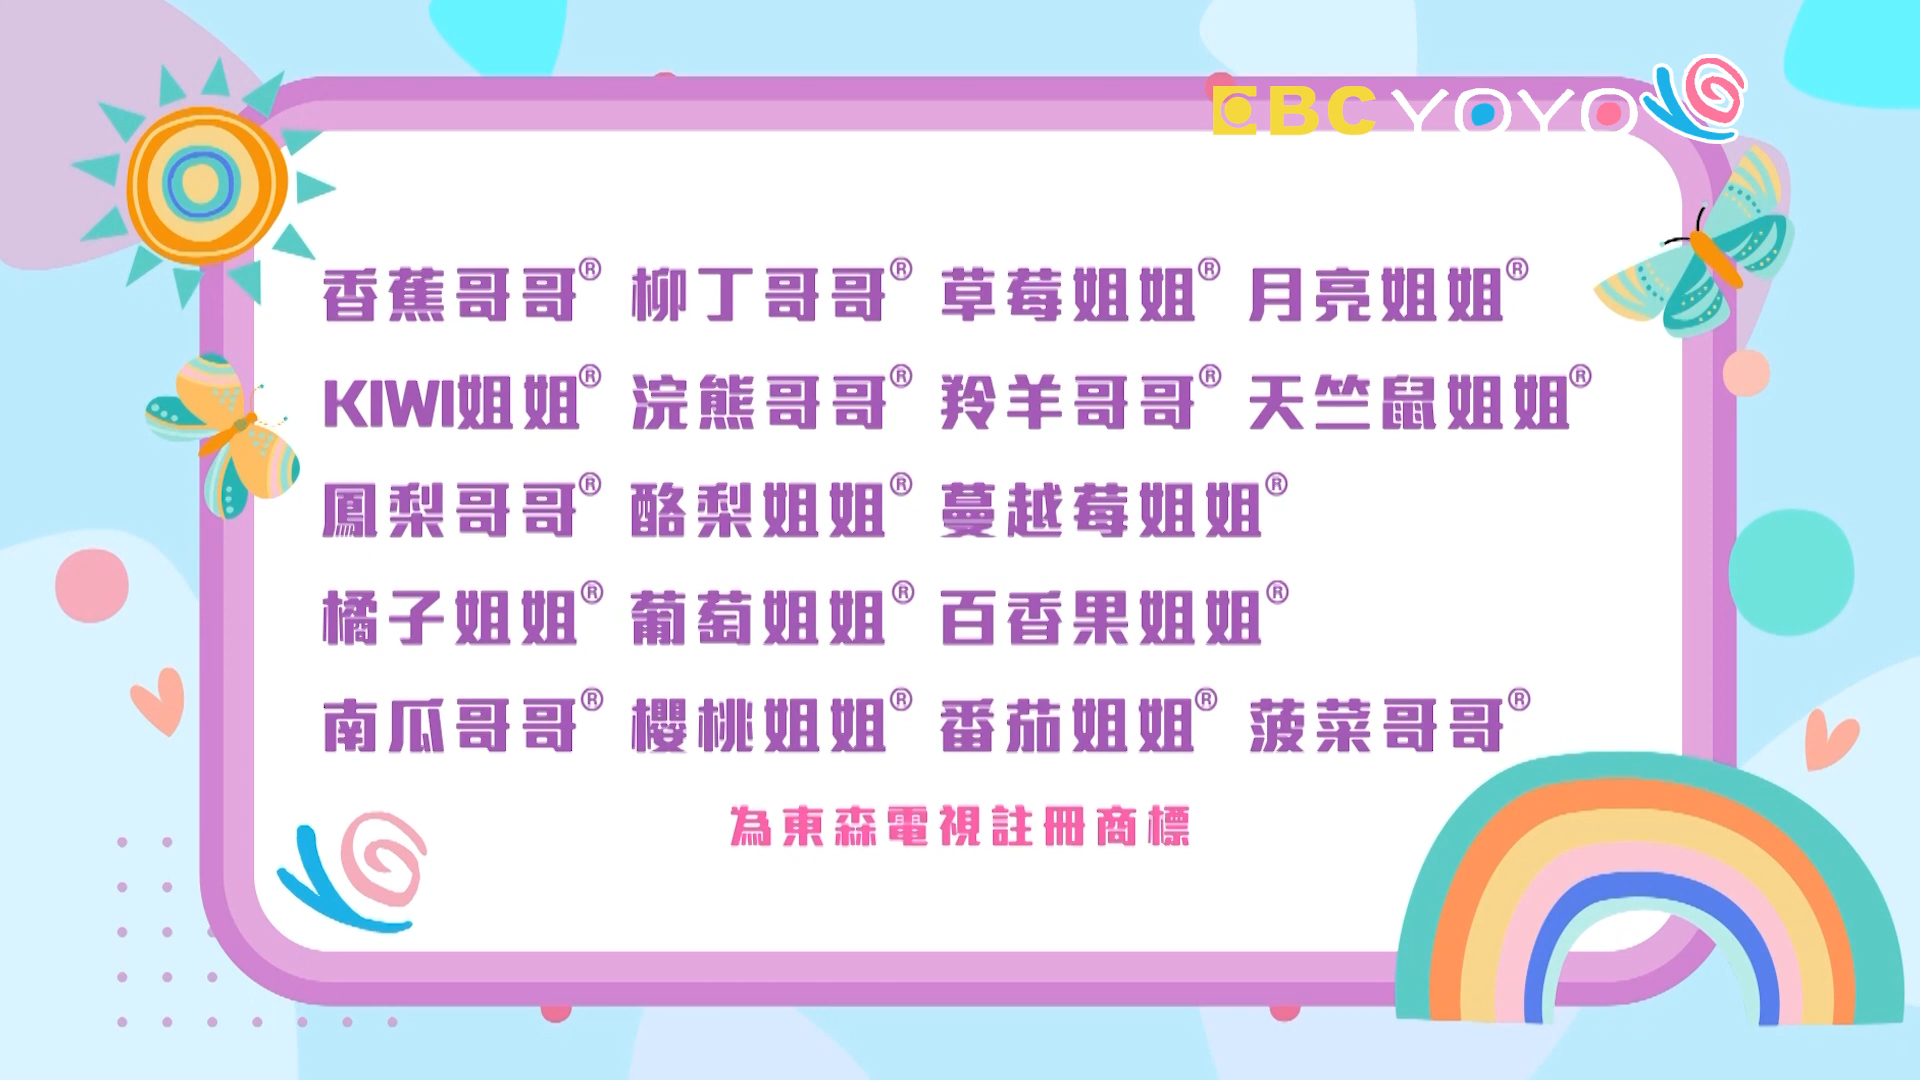 EBC YOYO
香蕉哥哥® 柳丁哥哥® 草莓姐姐® 月亮姐姐®
KIWI姐姐® 浣熊哥哥® 羚羊哥哥® 天竺鼠姐姐®
鳳梨哥哥® 酪梨姐姐® 蔓越莓姐姐®
橘子姐姐® 葡萄姐姐® 百香果姐姐®
南瓜哥哥® 櫻桃姐姐® 番茄姐姐® 菠菜哥哥®
為東森電視註冊商標